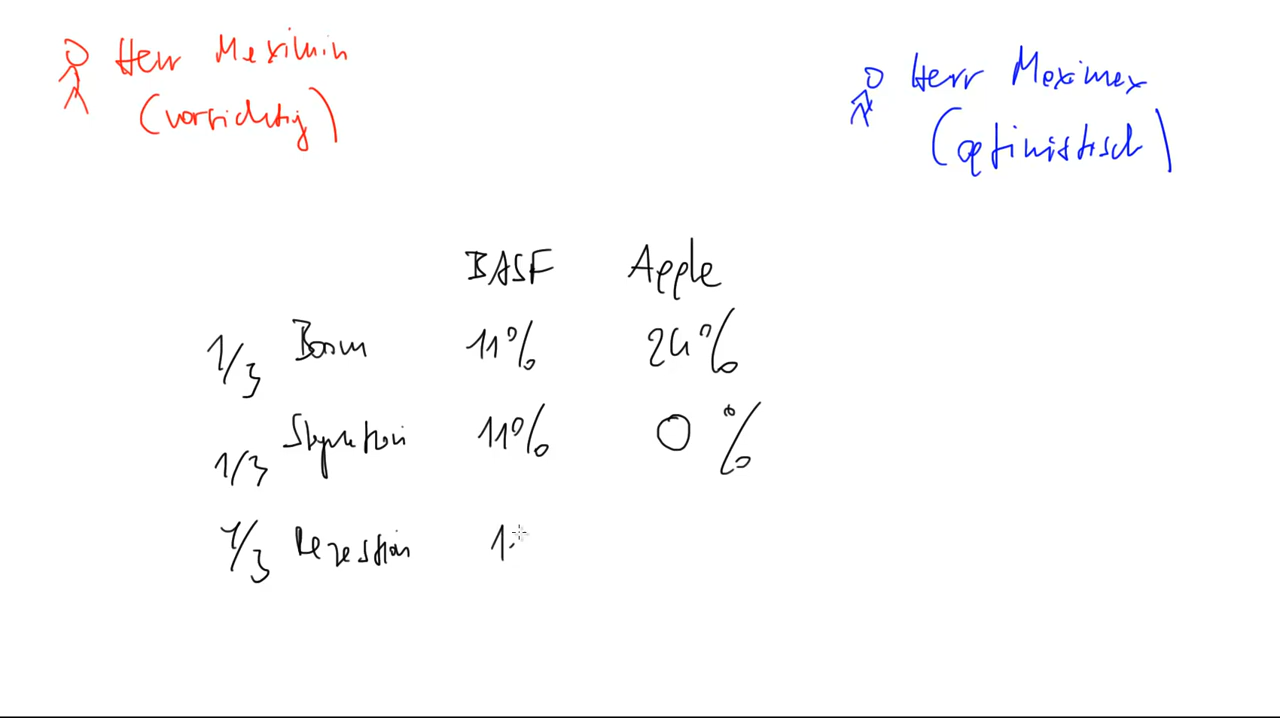 Herr Maximin
(vorsichtig)
Herr Maximax
(optimistisch)
BASF Apple
1/3 Boom 11% 24%
1/3 Stagnation 11% 0 %
1/3 Rezession 1